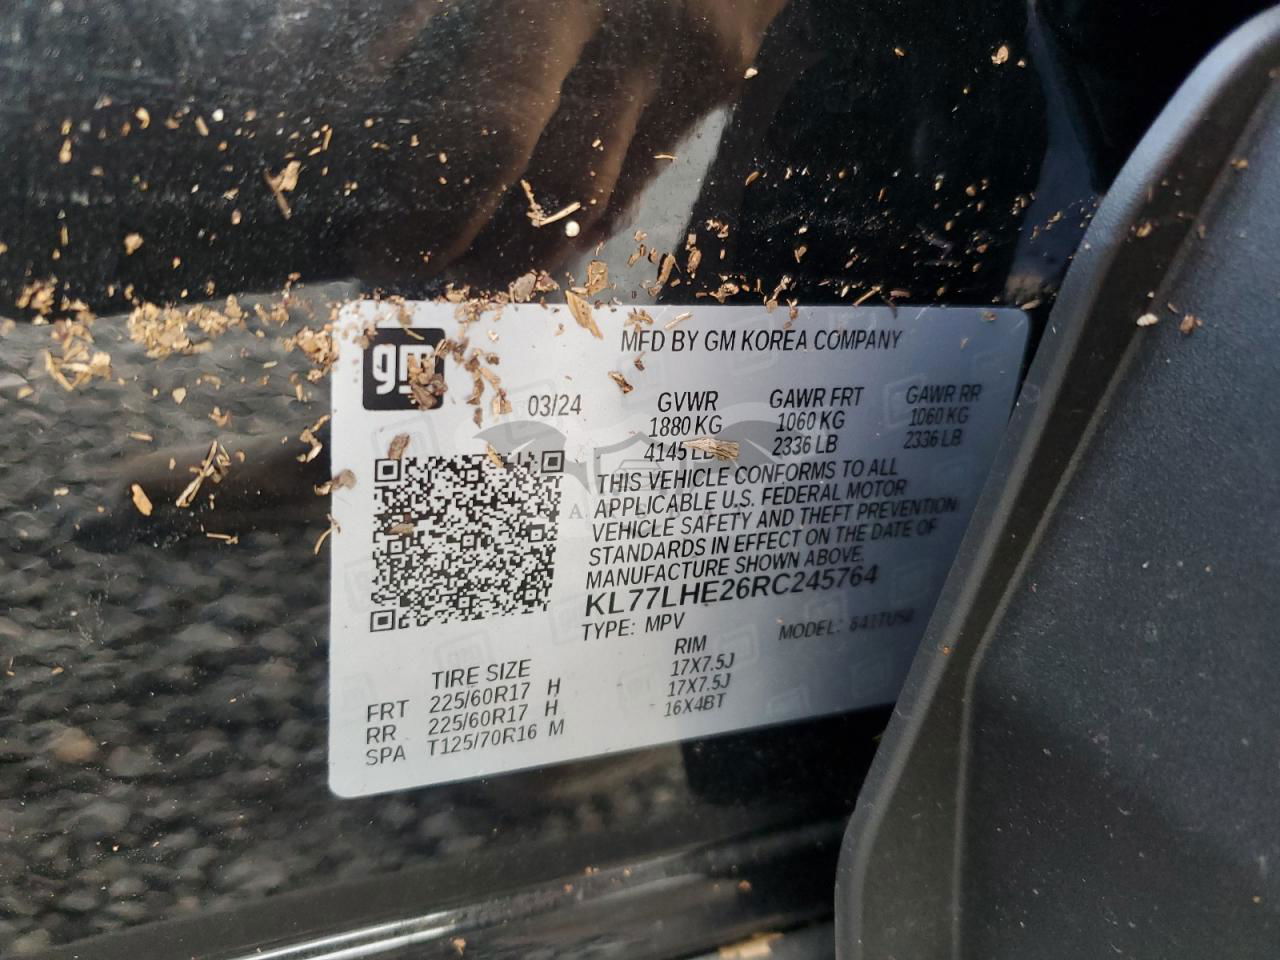 gm
MFD BY GM KOREA COMPANY
03/24 GVWR GAWR FRT GAWR RR
1880 KG 1060 KG 1060 KG
4145 LB 2336 LB 2336 LB
THIS VEHICLE CONFORMS TO ALL
APPLICABLE U.S. FEDERAL MOTOR
VEHICLE SAFETY AND THEFT PREVENTION
STANDARDS IN EFFECT ON THE DATE OF
MANUFACTURE SHOWN ABOVE.
KL77LHE26RC245764
TYPE: MPV MODEL:
TIRE SIZE RIM
FRT 225/60R17 H 17X7.5J
RR 225/60R17 H 17X7.5J
SPA T125/70R16 M 16X4BT